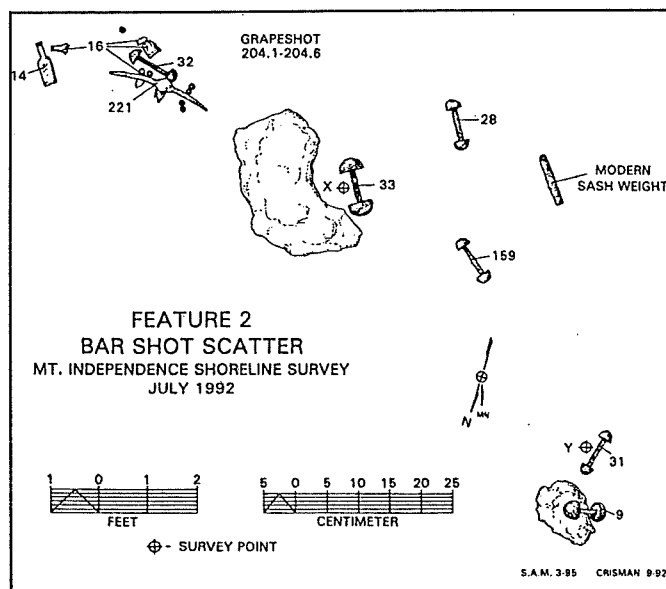 GRAPESHOT
204.1-204.6
16
32
14
221
28
X
33
MODERN
SASH WEIGHT
159
FEATURE 2
BAR SHOT SCATTER
MT. INDEPENDENCE SHORELINE SURVEY
JULY 1992
N
MN
Y
31
1 0 1 2
FEET
5 0 5 10 15 20 25
CENTIMETER
9
- SURVEY POINT
S.A.M. 3-95 CRISMAN 9-92